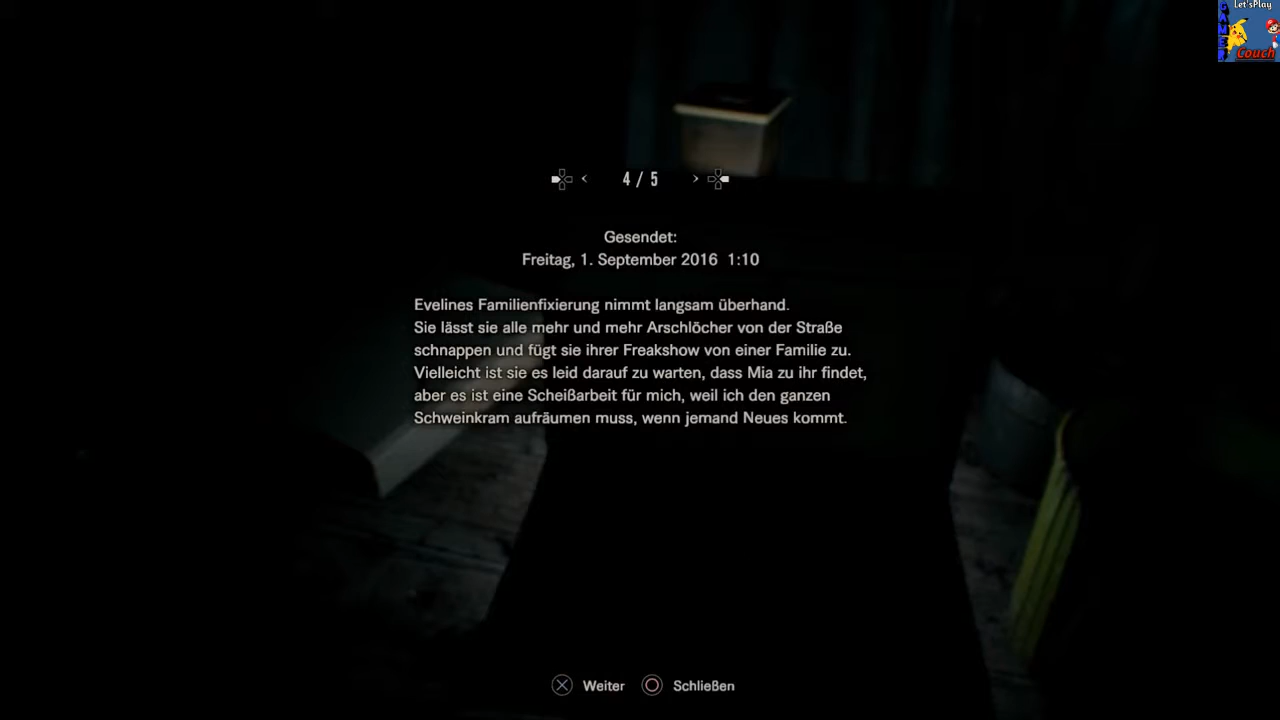 Let'sPlay
GAMER
Couch
4 / 5
Gesendet:
Freitag, 1. September 2016 1:10
Evelines Familienfixierung nimmt langsam überhand.
Sie lässt sie alle mehr und mehr Arschlöcher von der Straße
schnappen und fügt sie ihrer Freakshow von einer Familie zu.
Vielleicht ist sie es leid darauf zu warten, dass Mia zu ihr findet,
aber es ist eine Scheißarbeit für mich, weil ich den ganzen
Schweinkram aufräumen muss, wenn jemand Neues kommt.
Weiter
Schließen